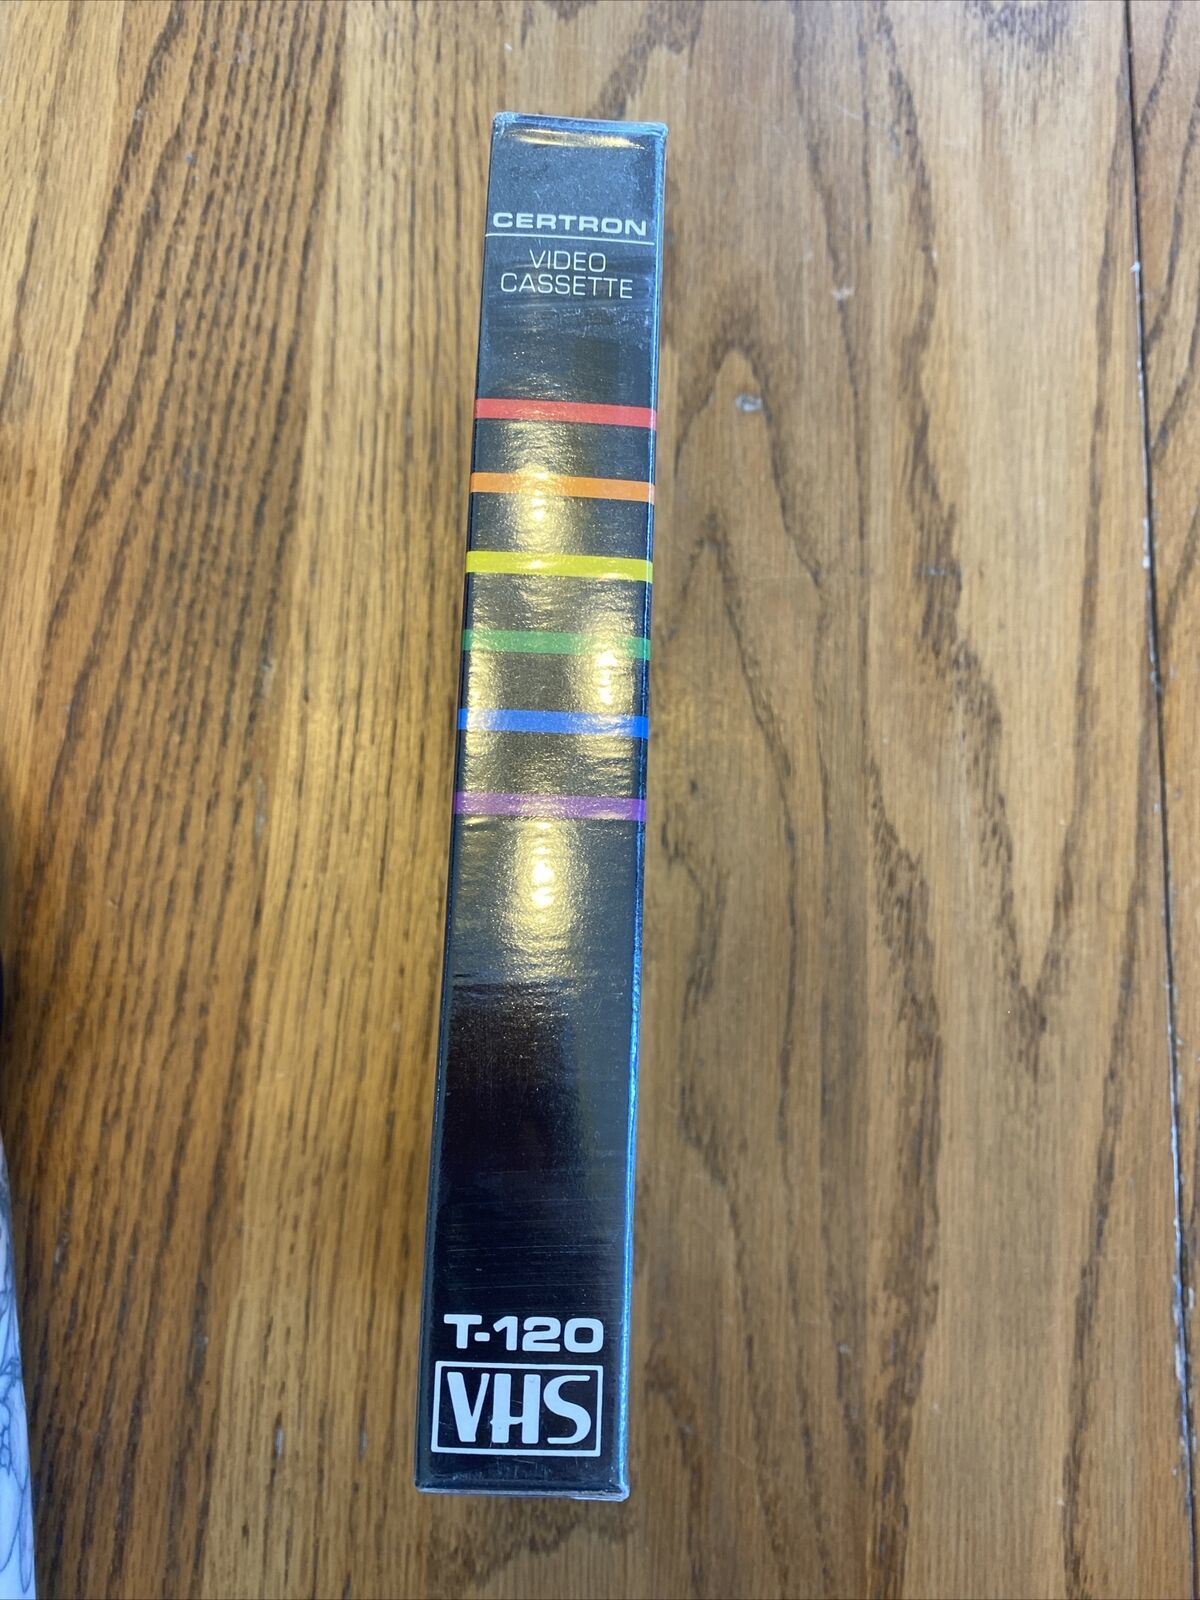 CERTRON
VIDEO
CASSETTE
T-120
VHS